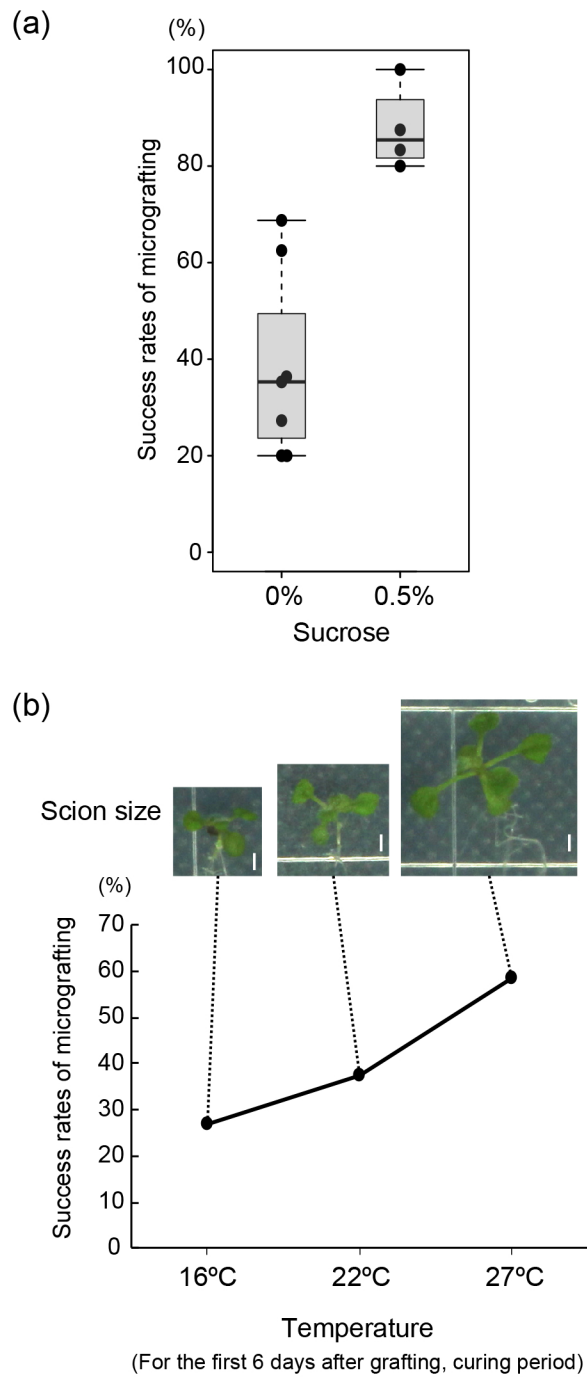 (a)
(%)
Success rates of micrografting
100
80
60
40
20
0
0%
0.5%
Sucrose
(b)
Scion size
(%)
Success rates of micrografting
70
60
50
40
30
20
10
0
16ºC
22ºC
27ºC
Temperature
(For the first 6 days after grafting, curing period)